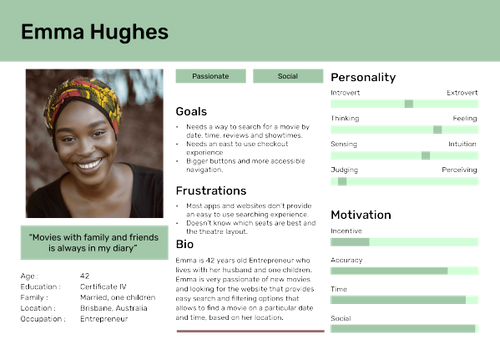 Emma Hughes
Passionate
Social
Goals
• Needs a way to search for a movie by
date, time, reviews and showtimes.
• Needs an easy to use checkout
experience
• Bigger buttons and more accessible
navigation.
Frustrations
• Most apps and websites don't provide
an easy to use searching experience.
• Doesn't know which seats are best and
the theatre layout.
Bio
Emma is 42 years old Entrepreneur who
lives with her husband and one children.
Emma is very passionate of new movies
and looking for the website that provides
easy search and filtering options that
allows to find a movie on a particular date
and time, based on her location.
"Movies with family and friends
is always in my diary"
Age : 42
Education : Certificate IV
Family : Married, one children
Location : Brisbane, Australia
Occupation : Entrepreneur
Personality
Introvert Extrovert
Thinking Feeling
Sensing Intuition
Judging Perceiving
Motivation
Incentive
Accuracy
Time
Social